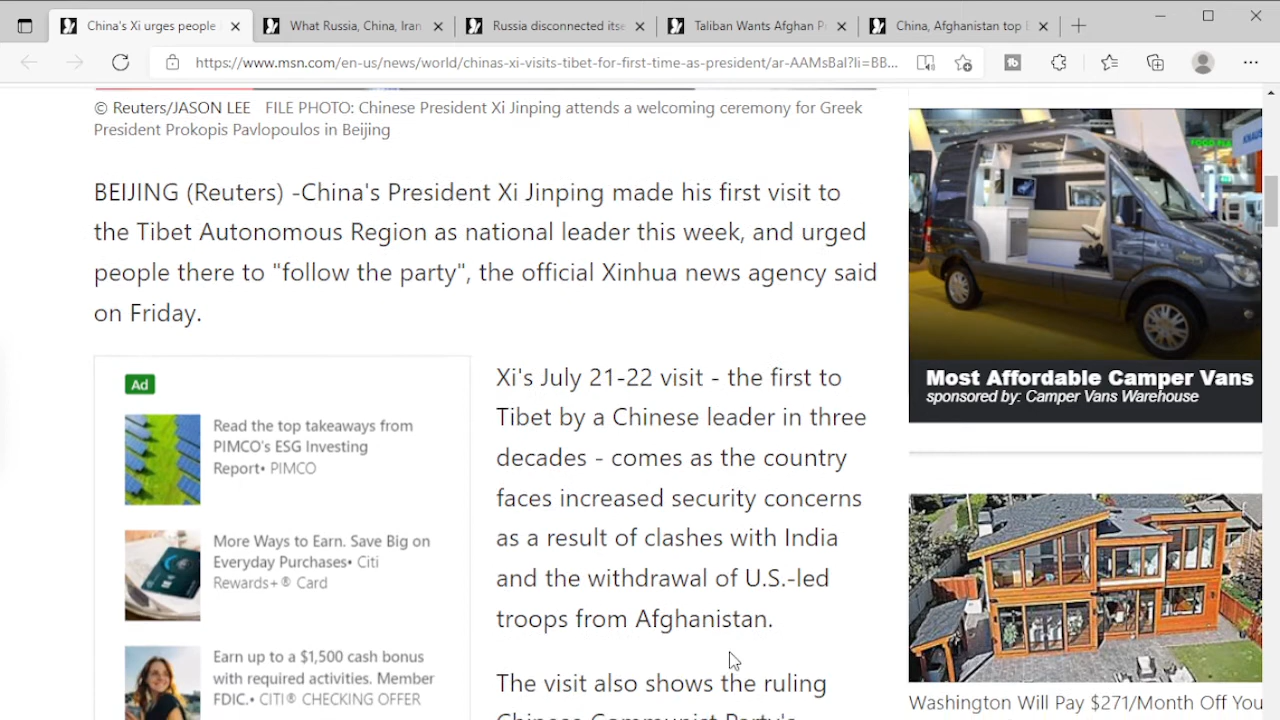 China's Xi urges people
What Russia, China, Iran
Russia disconnected itse
Taliban Wants Afghan P
China, Afghanistan top
https://www.msn.com/en-us/news/world/chinas-xi-visits-tibet-for-first-time-as-president/ar-AAMsBal?li=BB...
© Reuters/JASON LEE FILE PHOTO: Chinese President Xi Jinping attends a welcoming ceremony for Greek
President Prokopis Pavlopoulos in Beijing
BEIJING (Reuters) -China's President Xi Jinping made his first visit to
the Tibet Autonomous Region as national leader this week, and urged
people there to "follow the party", the official Xinhua news agency said
on Friday.
Ad
Read the top takeaways from
PIMCO's ESG Investing
Report• PIMCO
More Ways to Earn. Save Big on
Everyday Purchases• Citi
Rewards+® Card
Earn up to a $1,500 cash bonus
with required activities. Member
FDIC.• CITI® CHECKING OFFER
Xi's July 21-22 visit - the first to
Tibet by a Chinese leader in three
decades - comes as the country
faces increased security concerns
as a result of clashes with India
and the withdrawal of U.S.-led
troops from Afghanistan.
The visit also shows the ruling
Chinese Communist Party's
Most Affordable Camper Vans
sponsored by: Camper Vans Warehouse
Washington Will Pay $271/Month Off You